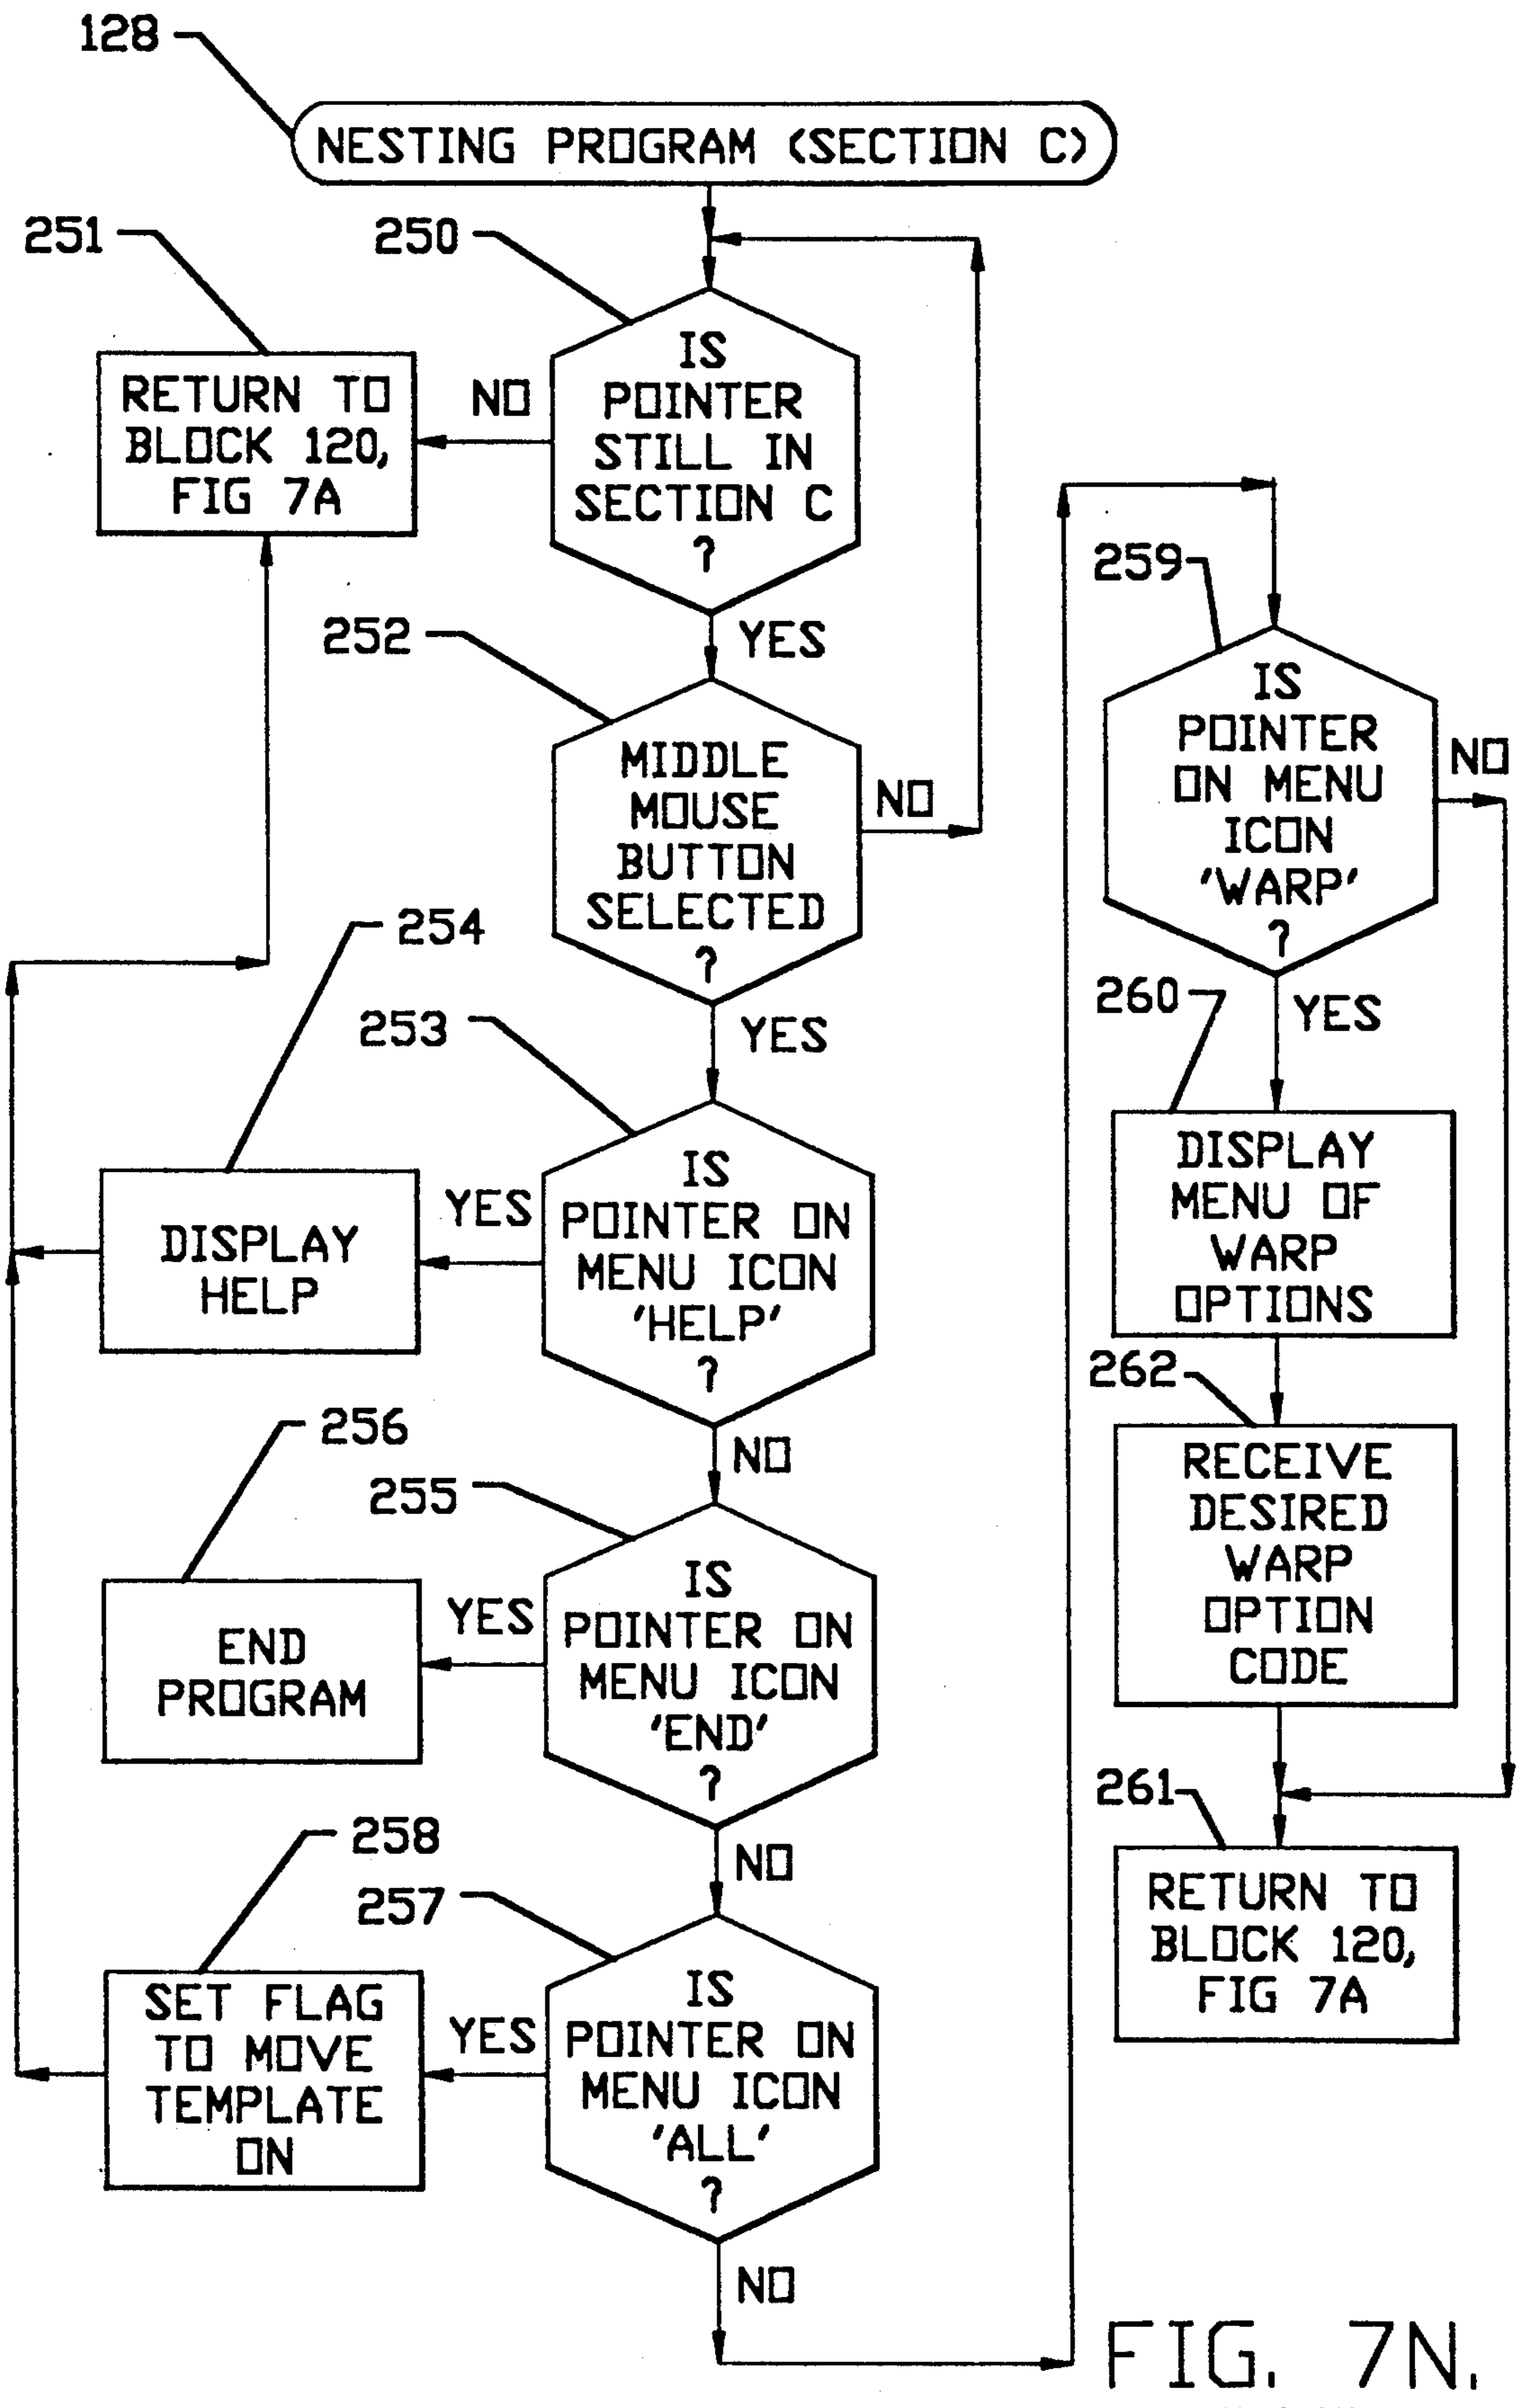 128
NESTING PROGRAM (SECTION C)
251
250
IS
POINTER
STILL IN
SECTION C
?
NO
RETURN TO
BLOCK 120,
FIG 7A
YES
252
MIDDLE
MOUSE
BUTTON
SELECTED
?
NO
YES
253
254
IS
POINTER ON
MENU ICON
'HELP'
?
YES
DISPLAY
HELP
NO
255
256
IS
POINTER ON
MENU ICON
'END'
?
YES
END
PROGRAM
NO
257
258
IS
POINTER ON
MENU ICON
'ALL'
?
YES
SET FLAG
TO MOVE
TEMPLATE
ON
NO
259
IS
POINTER
ON MENU
ICON
'WARP'
?
NO
YES
260
DISPLAY
MENU OF
WARP
OPTIONS
262
RECEIVE
DESIRED
WARP
OPTION
CODE
261
RETURN TO
BLOCK 120,
FIG 7A
FIG. 7N.